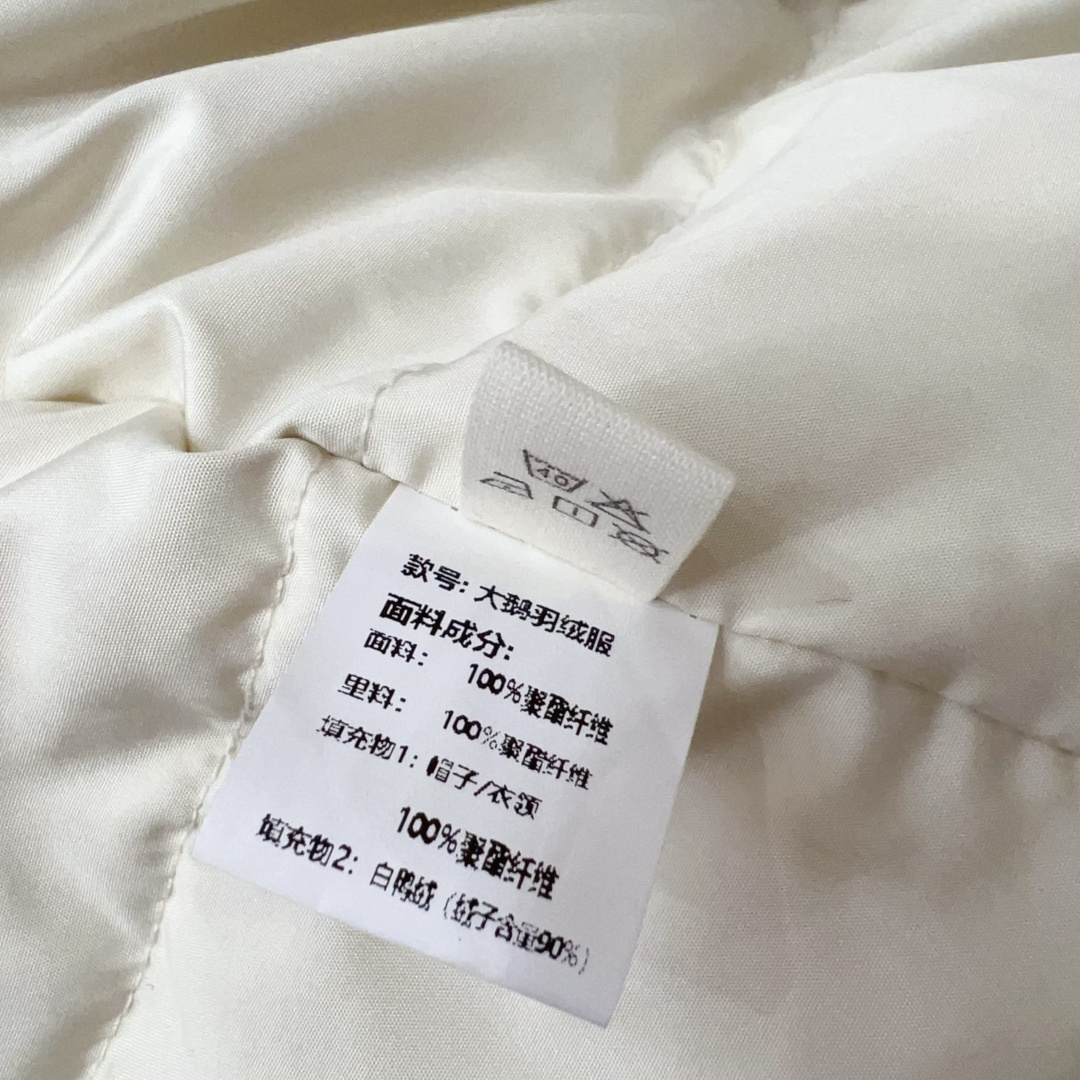 40
款号: 大鹅羽绒服
面料成分:
面料: 100%聚酯纤维
里料: 100%聚酯纤维
填充物1: 帽子/衣领
100%聚酯纤维
填充物2: 白鸭绒 (绒子含量90%)